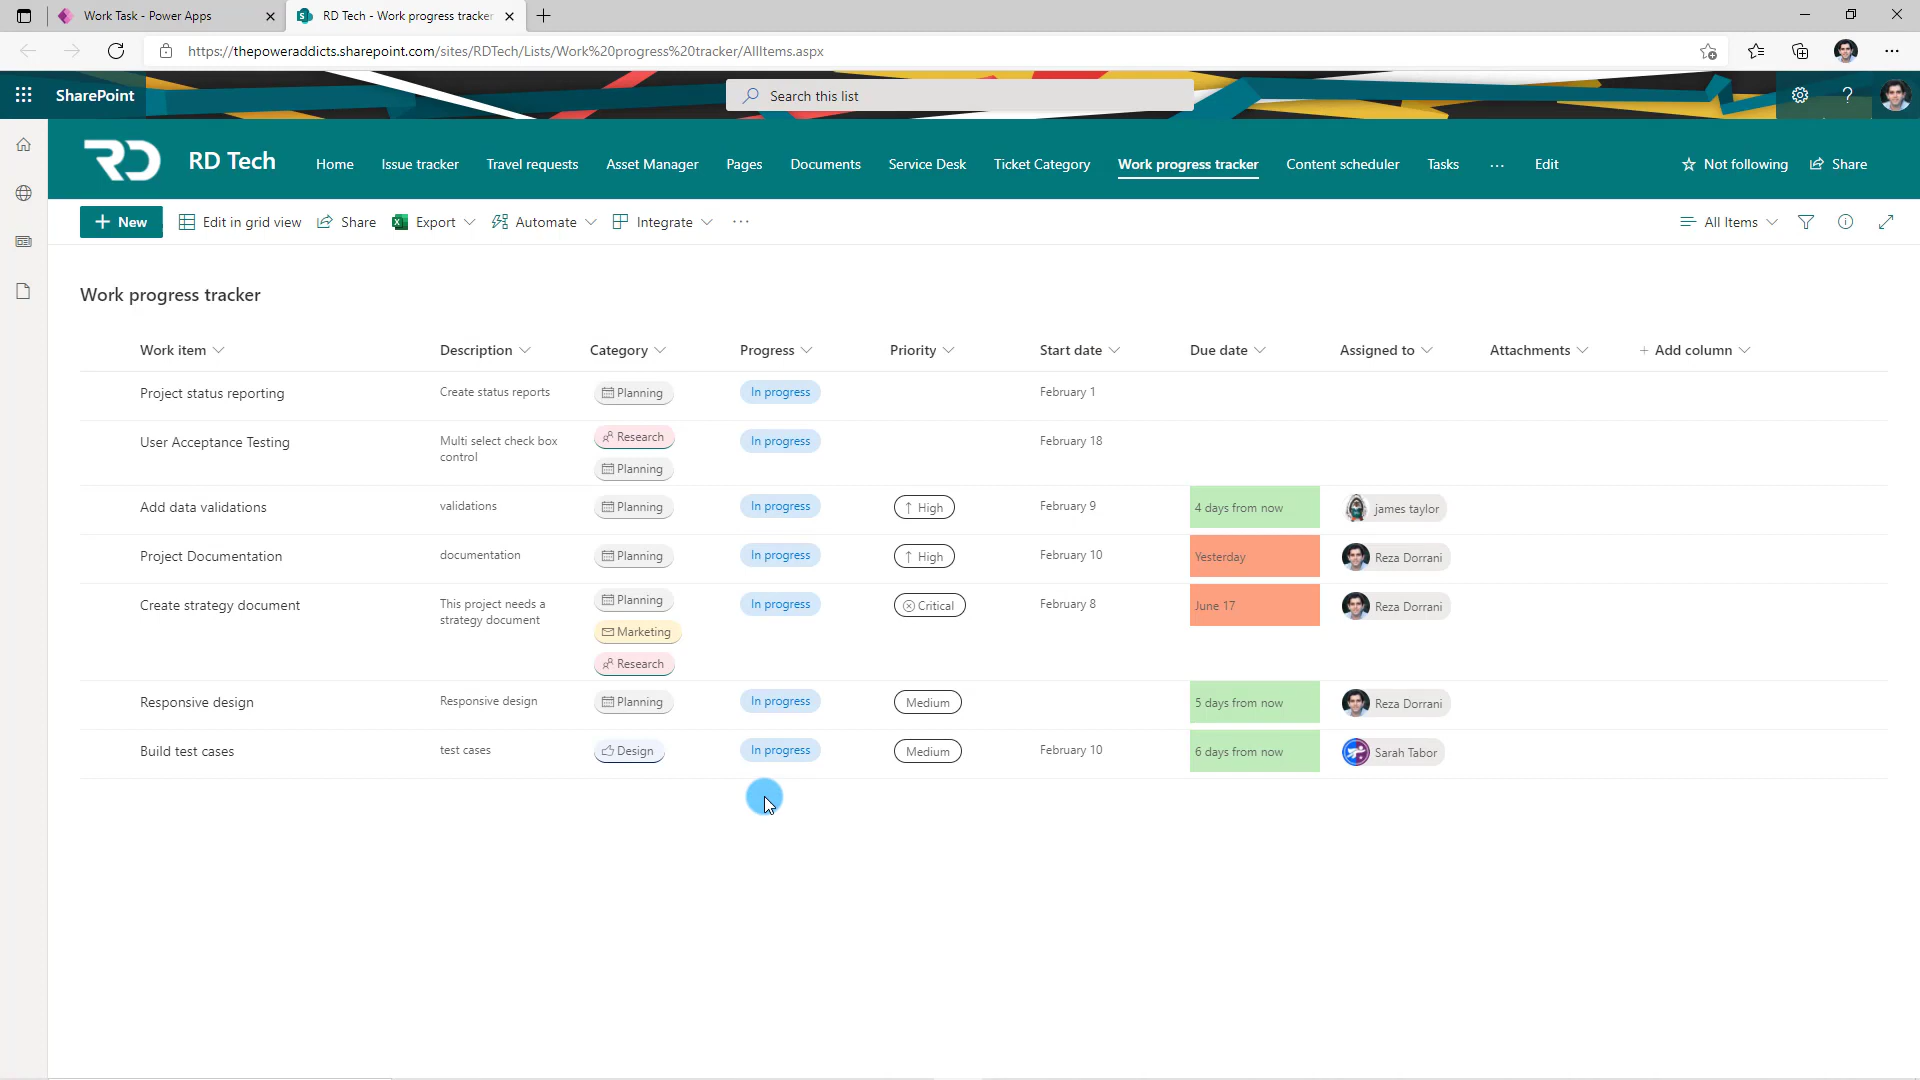 Work Task - Power Apps
RD Tech - Work progress tracker
https://thepoweraddicts.sharepoint.com/sites/RDTech/Lists/Work%20progress%20tracker/AllItems.aspx
SharePoint
Search this list
?
RD
RD Tech
Home
Issue tracker
Travel requests
Asset Manager
Pages
Documents
Service Desk
Ticket Category
Work progress tracker
Content scheduler
Tasks
...
Edit
Not following
Share
+ New
Edit in grid view
Share
Export
Automate
Integrate
...
All Items
Work progress tracker
Work item
Description
Category
Progress
Priority
Start date
Due date
Assigned to
Attachments
+ Add column
Project status reporting
Create status reports
Planning
In progress
February 1
User Acceptance Testing
Multi select check box
control
Research
Planning
In progress
February 18
Add data validations
validations
Planning
In progress
↑ High
February 9
4 days from now
james taylor
Project Documentation
documentation
Planning
In progress
↑ High
February 10
Yesterday
Reza Dorrani
Create strategy document
This project needs a
strategy document
Planning
Marketing
Research
In progress
Critical
February 8
June 17
Reza Dorrani
Responsive design
Responsive design
Planning
In progress
Medium
5 days from now
Reza Dorrani
Build test cases
test cases
Design
In progress
Medium
February 10
6 days from now
Sarah Tabor